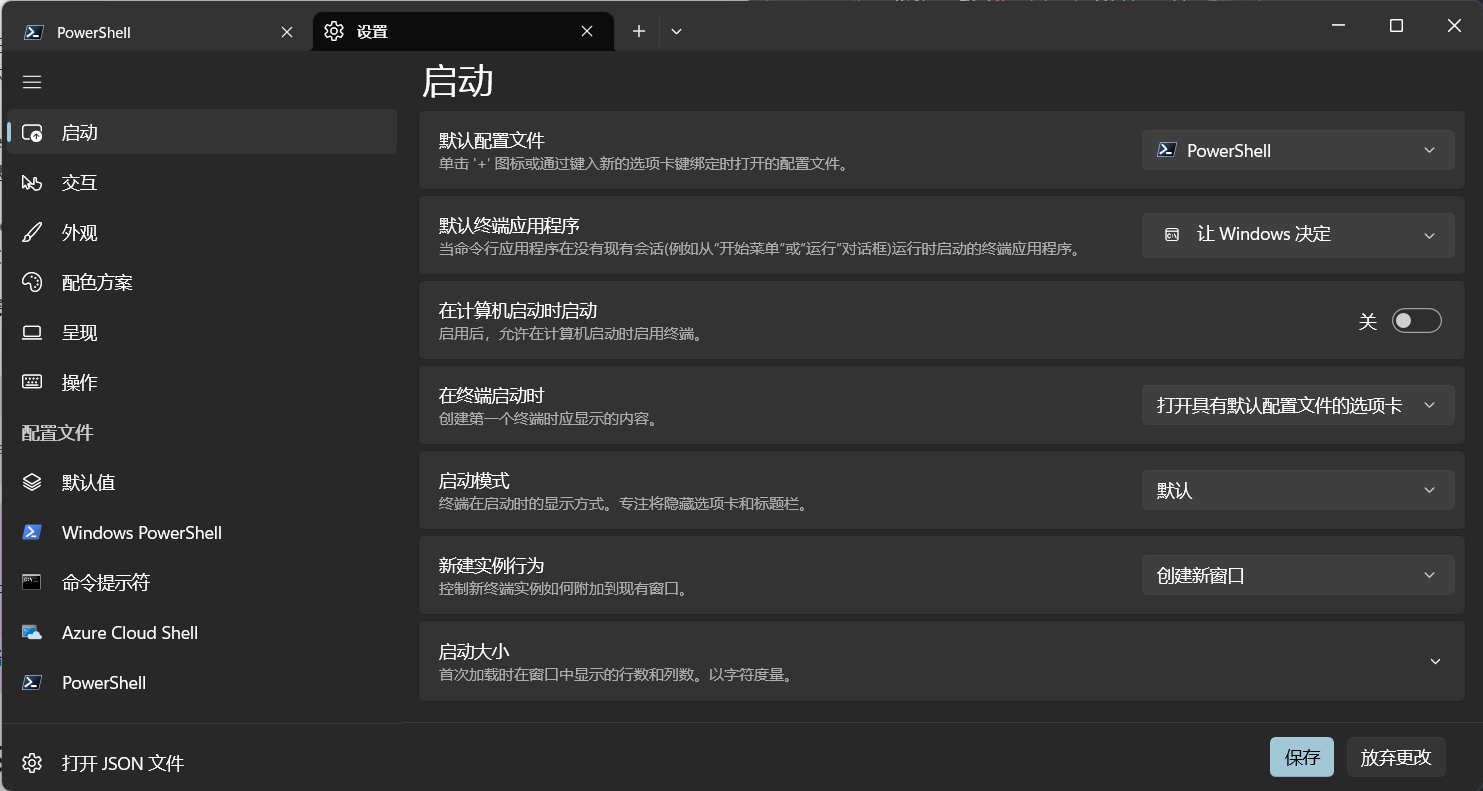 PowerShell
设置
启动
交互
外观
配色方案
呈现
操作
配置文件
默认值
Windows PowerShell
命令提示符
Azure Cloud Shell
PowerShell
打开 JSON 文件
启动
默认配置文件
单击 '+' 图标或通过键入新的选项卡键绑定时打开的配置文件。
PowerShell
默认终端应用程序
当命令行应用程序在没有现有会话(例如从“开始菜单”或“运行”对话框)运行时启动的终端应用程序。
让 Windows 决定
在计算机启动时启动
启用后，允许在计算机启动时启用终端。
关
在终端启动时
创建第一个终端时应显示的内容。
打开具有默认配置文件的选项卡
启动模式
终端在启动时的显示方式。专注将隐藏选项卡和标题栏。
默认
新建实例行为
控制新终端实例如何附加到现有窗口。
创建新窗口
启动大小
首次加载时在窗口中显示的行数和列数。以字符度量。
保存
放弃更改